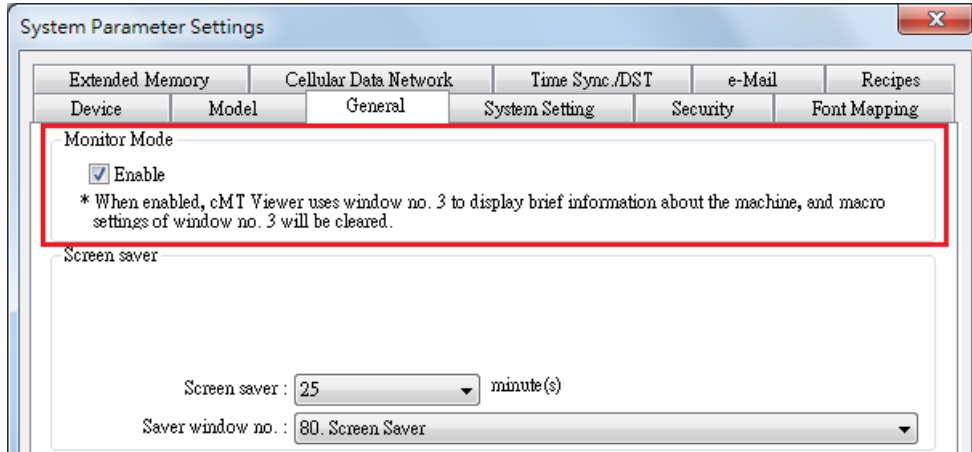 System Parameter Settings
Extended Memory Cellular Data Network Time Sync./DST e-Mail Recipes
Device Model General System Setting Security Font Mapping
Monitor Mode
Enable
* When enabled, cMT Viewer uses window no. 3 to display brief information about the machine, and macro
settings of window no. 3 will be cleared.
Screen saver
Screen saver : 25 minute(s)
Saver window no. : 80. Screen Saver